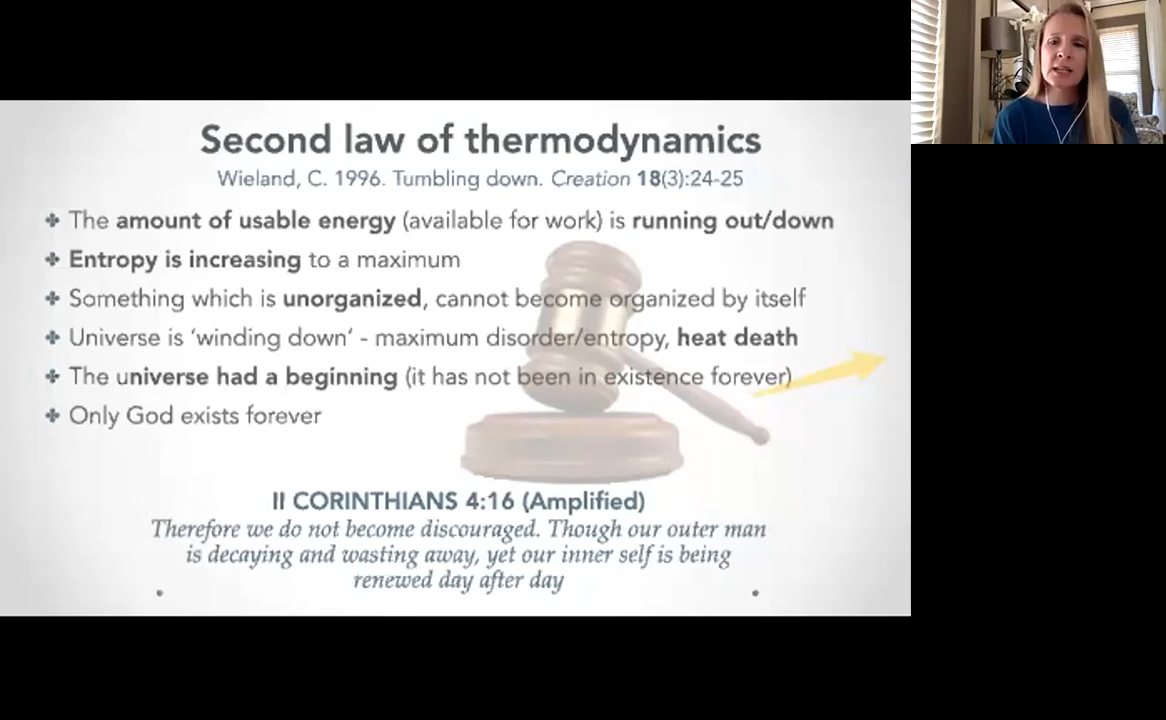 Second law of thermodynamics
Wieland, C. 1996. Tumbling down. Creation 18(3):24-25
✤ The amount of usable energy (available for work) is running out/down
✤ Entropy is increasing to a maximum
✤ Something which is unorganized, cannot become organized by itself
✤ Universe is ‘winding down’ - maximum disorder/entropy, heat death
✤ The universe had a beginning (it has not been in existence forever)
✤ Only God exists forever
II CORINTHIANS 4:16 (Amplified)
Therefore we do not become discouraged. Though our outer man
is decaying and wasting away, yet our inner self is being
renewed day after day